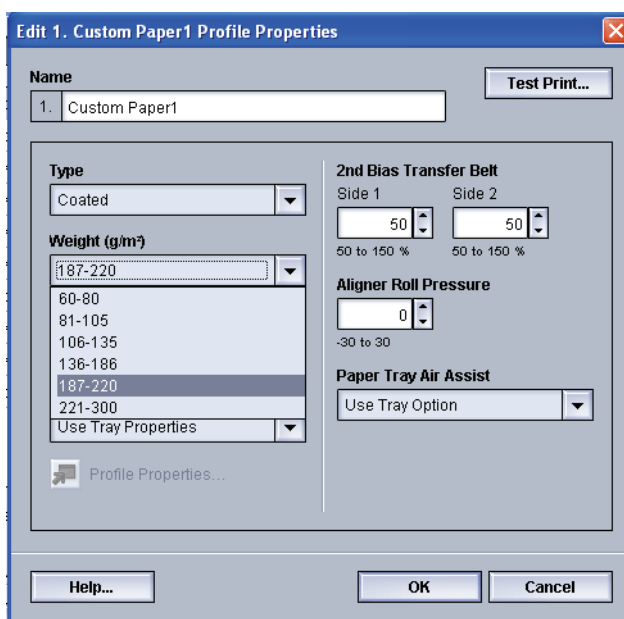 Edit 1. Custom Paper1 Profile Properties
Name
1. Custom Paper1
Test Print...
Type
Coated
Weight (g/m²)
187-220
60-80
81-105
106-135
136-186
187-220
221-300
Use Tray Properties
Profile Properties...
2nd Bias Transfer Belt
Side 1 Side 2
50 50
50 to 150 % 50 to 150 %
Aligner Roll Pressure
0
-30 to 30
Paper Tray Air Assist
Use Tray Option
Help... OK Cancel